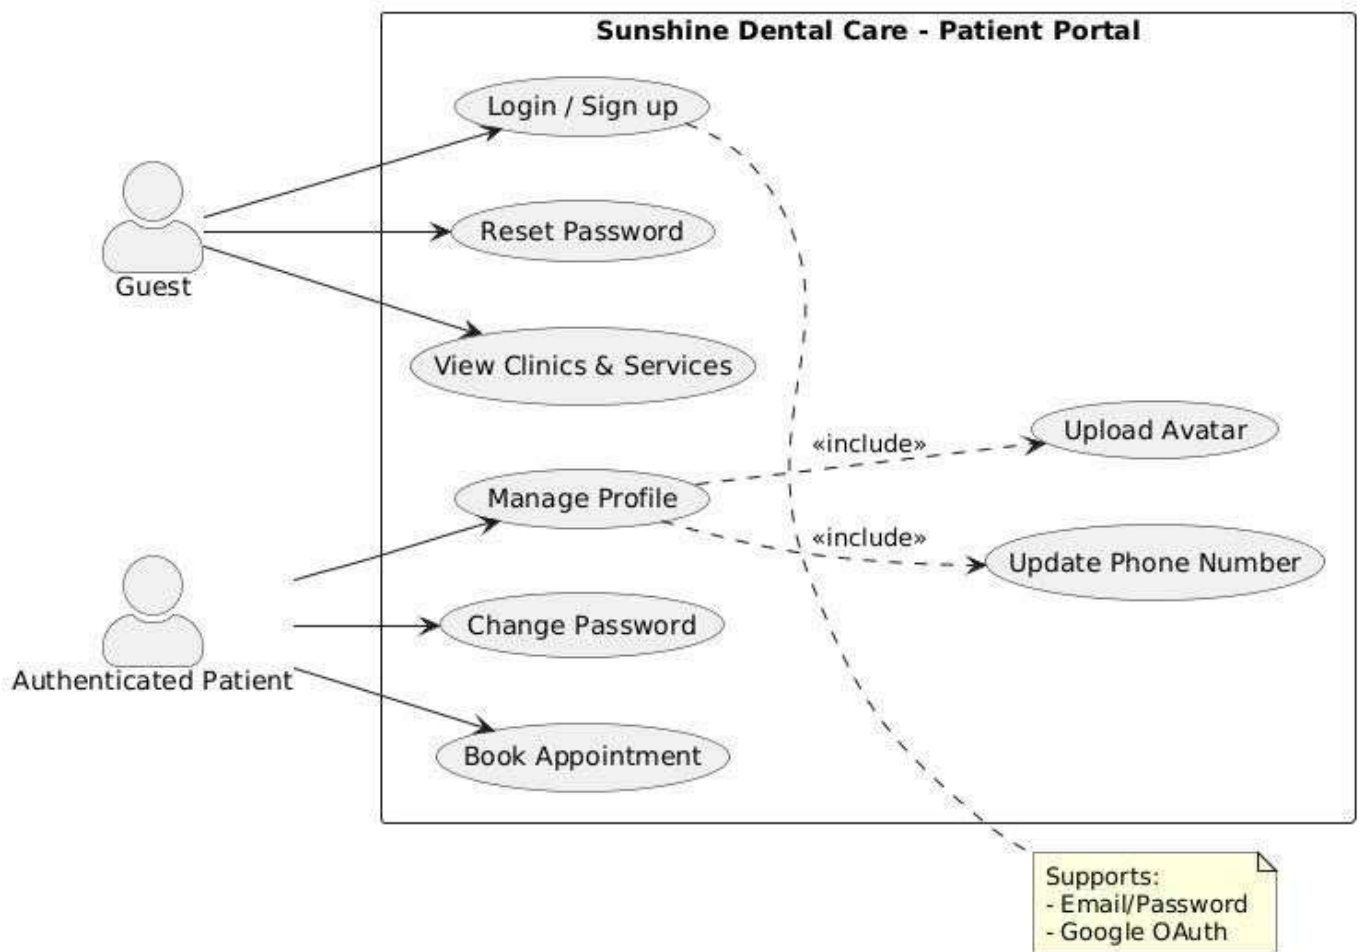 Sunshine Dental Care - Patient Portal
Login / Sign up
Reset Password
Guest
View Clinics & Services
Upload Avatar
«include»
Manage Profile
«include»
Update Phone Number
Change Password
Authenticated Patient
Book Appointment
Supports:
- Email/Password
- Google OAuth